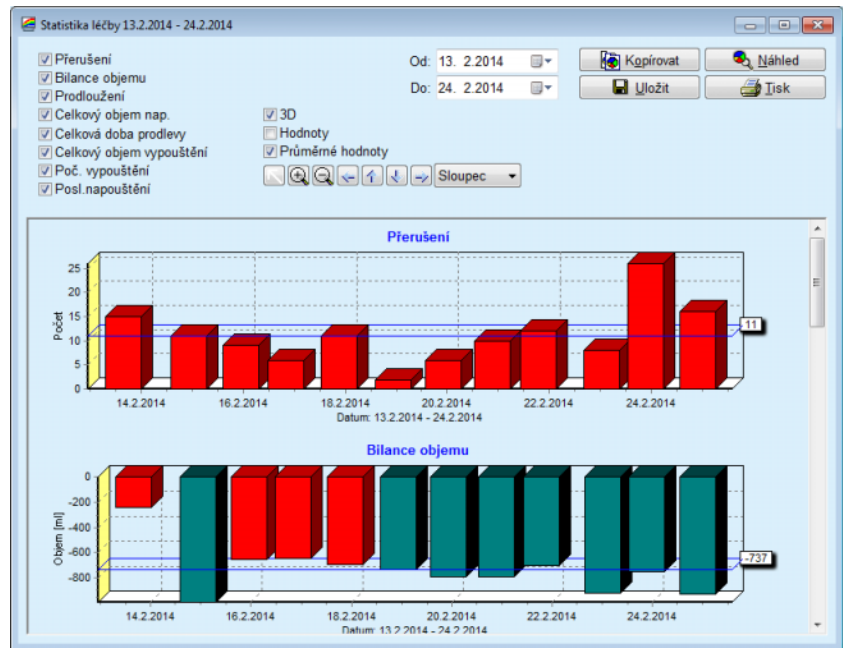 Statistika léčby 13.2.2014 - 24.2.2014
Přerušení
Bilance objemu
Prodloužení
Celkový objem nap.
Celková doba prodlevy
Celkový objem vypouštění
Poč. vypouštění
Posl.napouštění
3D
Hodnoty
Průměrné hodnoty
Sloupec
Od: 13. 2.2014
Do: 24. 2.2014
Kopírovat
Náhled
Uložit
Tisk
Přerušení
Počet
25
20
15
10
5
0
11
14.2.2014 16.2.2014 18.2.2014 20.2.2014 22.2.2014 24.2.2014
Datum: 13.2.2014 - 24.2.2014
Bilance objemu
Objem [ml]
0
-200
-400
-600
-800
-737
14.2.2014 16.2.2014 18.2.2014 20.2.2014 22.2.2014 24.2.2014
Datum: 13.2.2014 - 24.2.2014